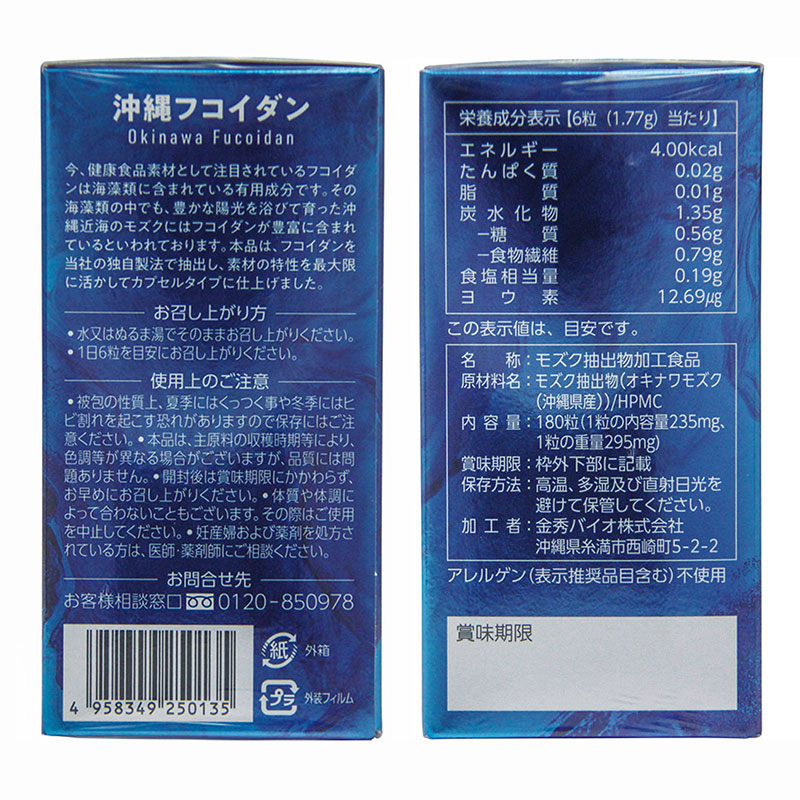 沖縄フコイダン
Okinawa Fucoidan
今、健康食品素材として注目されているフコイダ
ンは海藻類に含まれている有用成分です。その
海藻類の中でも、豊かな陽光を浴びて育った沖
縄近海のモズクにはフコイダンが豊富に含まれ
ているといわれております。本品は、フコイダンを
当社の独自製法で抽出し、素材の特性を最大限
に活かしてカプセルタイプに仕上げました。
お召し上がり方
・水又はぬるま湯でそのままお召し上がりください。
・1日6粒を目安にお召し上がりください。
使用上のご注意
・被包の性質上、夏季にはくっつく事や冬季にはヒ
ビ割れを起こす恐れがありますので保存にはご注
意ください。・本品は、主原料の収穫時期等により、
色調等が異なる場合がございますが、品質には問
題ありません。・開封後は賞味期限にかかわらず、
お早めにお召し上がりください。・体質や体調に
よって合わないこともございます。その際はご使用
を中止してください。・妊産婦および薬剤を処方さ
れている方は、医師・薬剤師にご相談ください。
お問合せ先
お客様相談窓口 0120-850978
4 958349 250135
紙 外箱
プラ 外装フィルム
栄養成分表示【6粒（1.77g）当たり】
エネルギー 4.00kcal
たんぱく質 0.02g
脂質 0.01g
炭水化物 1.35g
−糖質 0.56g
−食物繊維 0.79g
食塩相当量 0.19g
ヨウ素 12.69μg
この表示値は、目安です。
名称：モズク抽出物加工食品
原材料名：モズク抽出物(オキナワモズク
(沖縄県産))/HPMC
内容量：180粒(1粒の内容量235mg、
1粒の重量295mg)
賞味期限：枠外下部に記載
保存方法：高温、多湿及び直射日光を
避けて保管してください。
加工者：金秀バイオ株式会社
沖縄県糸満市西崎町5-2-2
アレルゲン(表示推奨品目含む)不使用
賞味期限